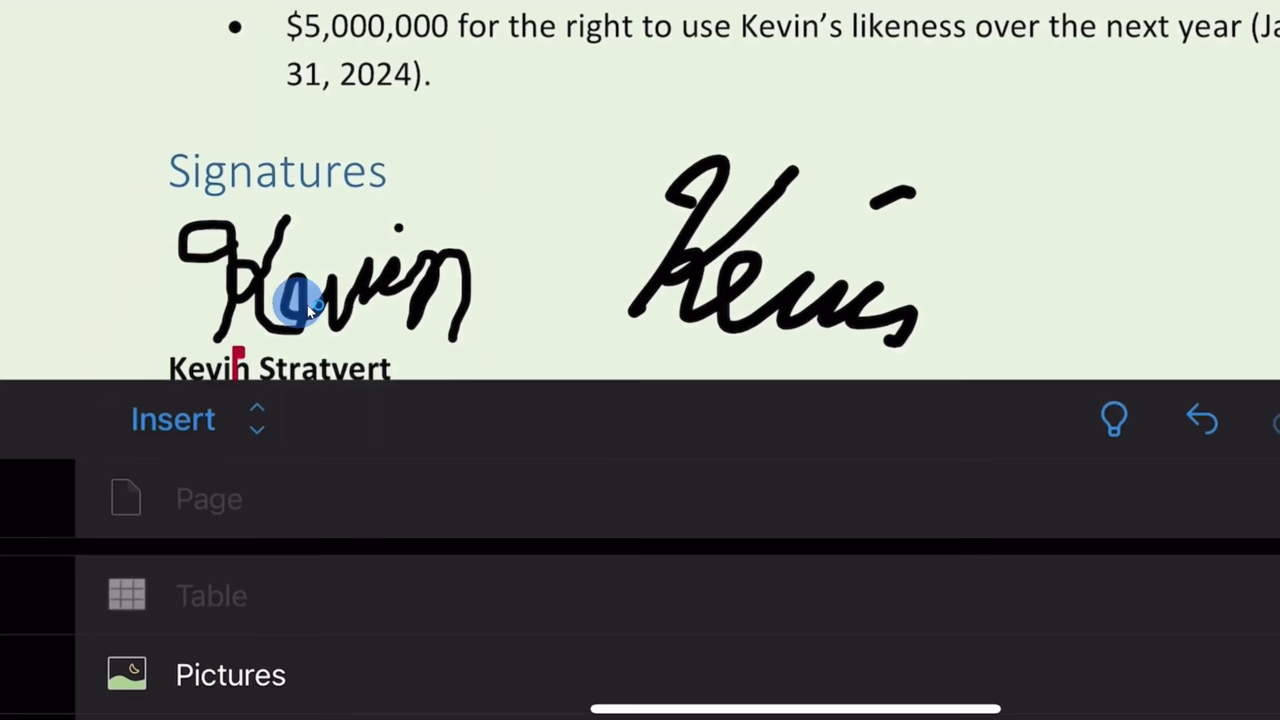 • $5,000,000 for the right to use Kevin’s likeness over the next year (Ja
31, 2024).
Signatures
Kevin Kevin
Kevin Stratvert
Insert
Page
Table
Pictures